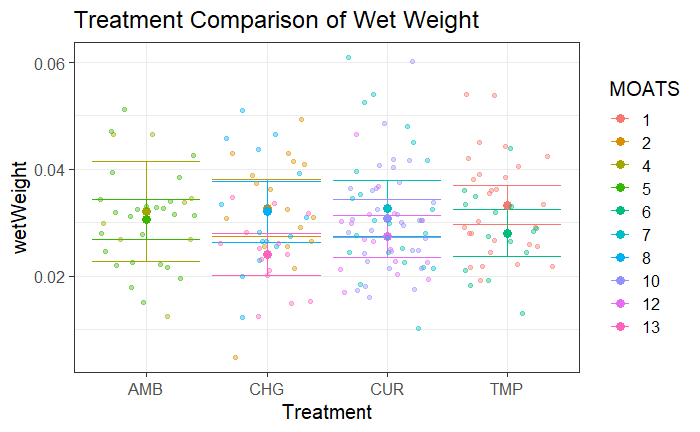 Treatment Comparison of Wet Weight
0.06
0.04
0.02
wetWeight
AMB
CHG
CUR
TMP
Treatment
MOATS
1
2
4
5
6
7
8
10
12
13